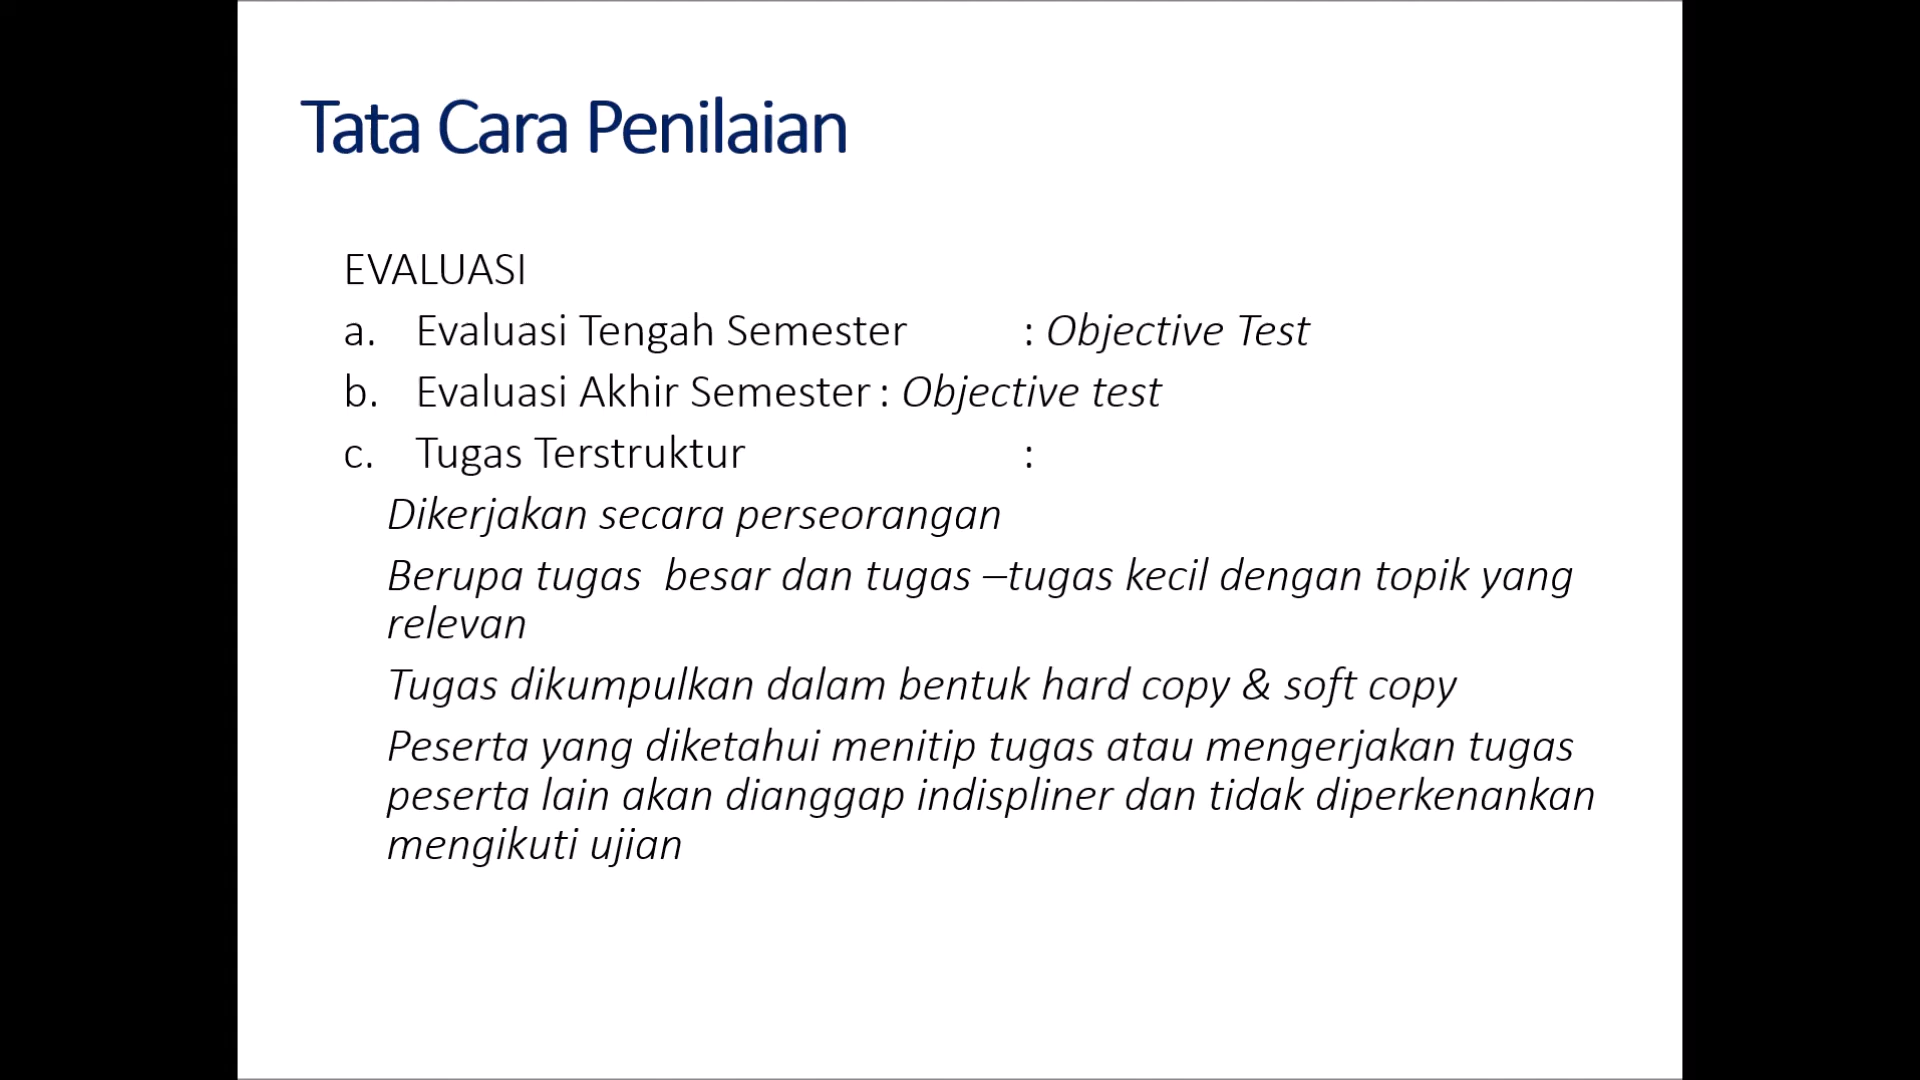 Tata Cara Penilaian
EVALUASI
a. Evaluasi Tengah Semester : Objective Test
b. Evaluasi Akhir Semester : Objective test
c. Tugas Terstruktur :
Dikerjakan secara perseorangan
Berupa tugas besar dan tugas –tugas kecil dengan topik yang
relevan
Tugas dikumpulkan dalam bentuk hard copy & soft copy
Peserta yang diketahui menitip tugas atau mengerjakan tugas
peserta lain akan dianggap indispliner dan tidak diperkenankan
mengikuti ujian